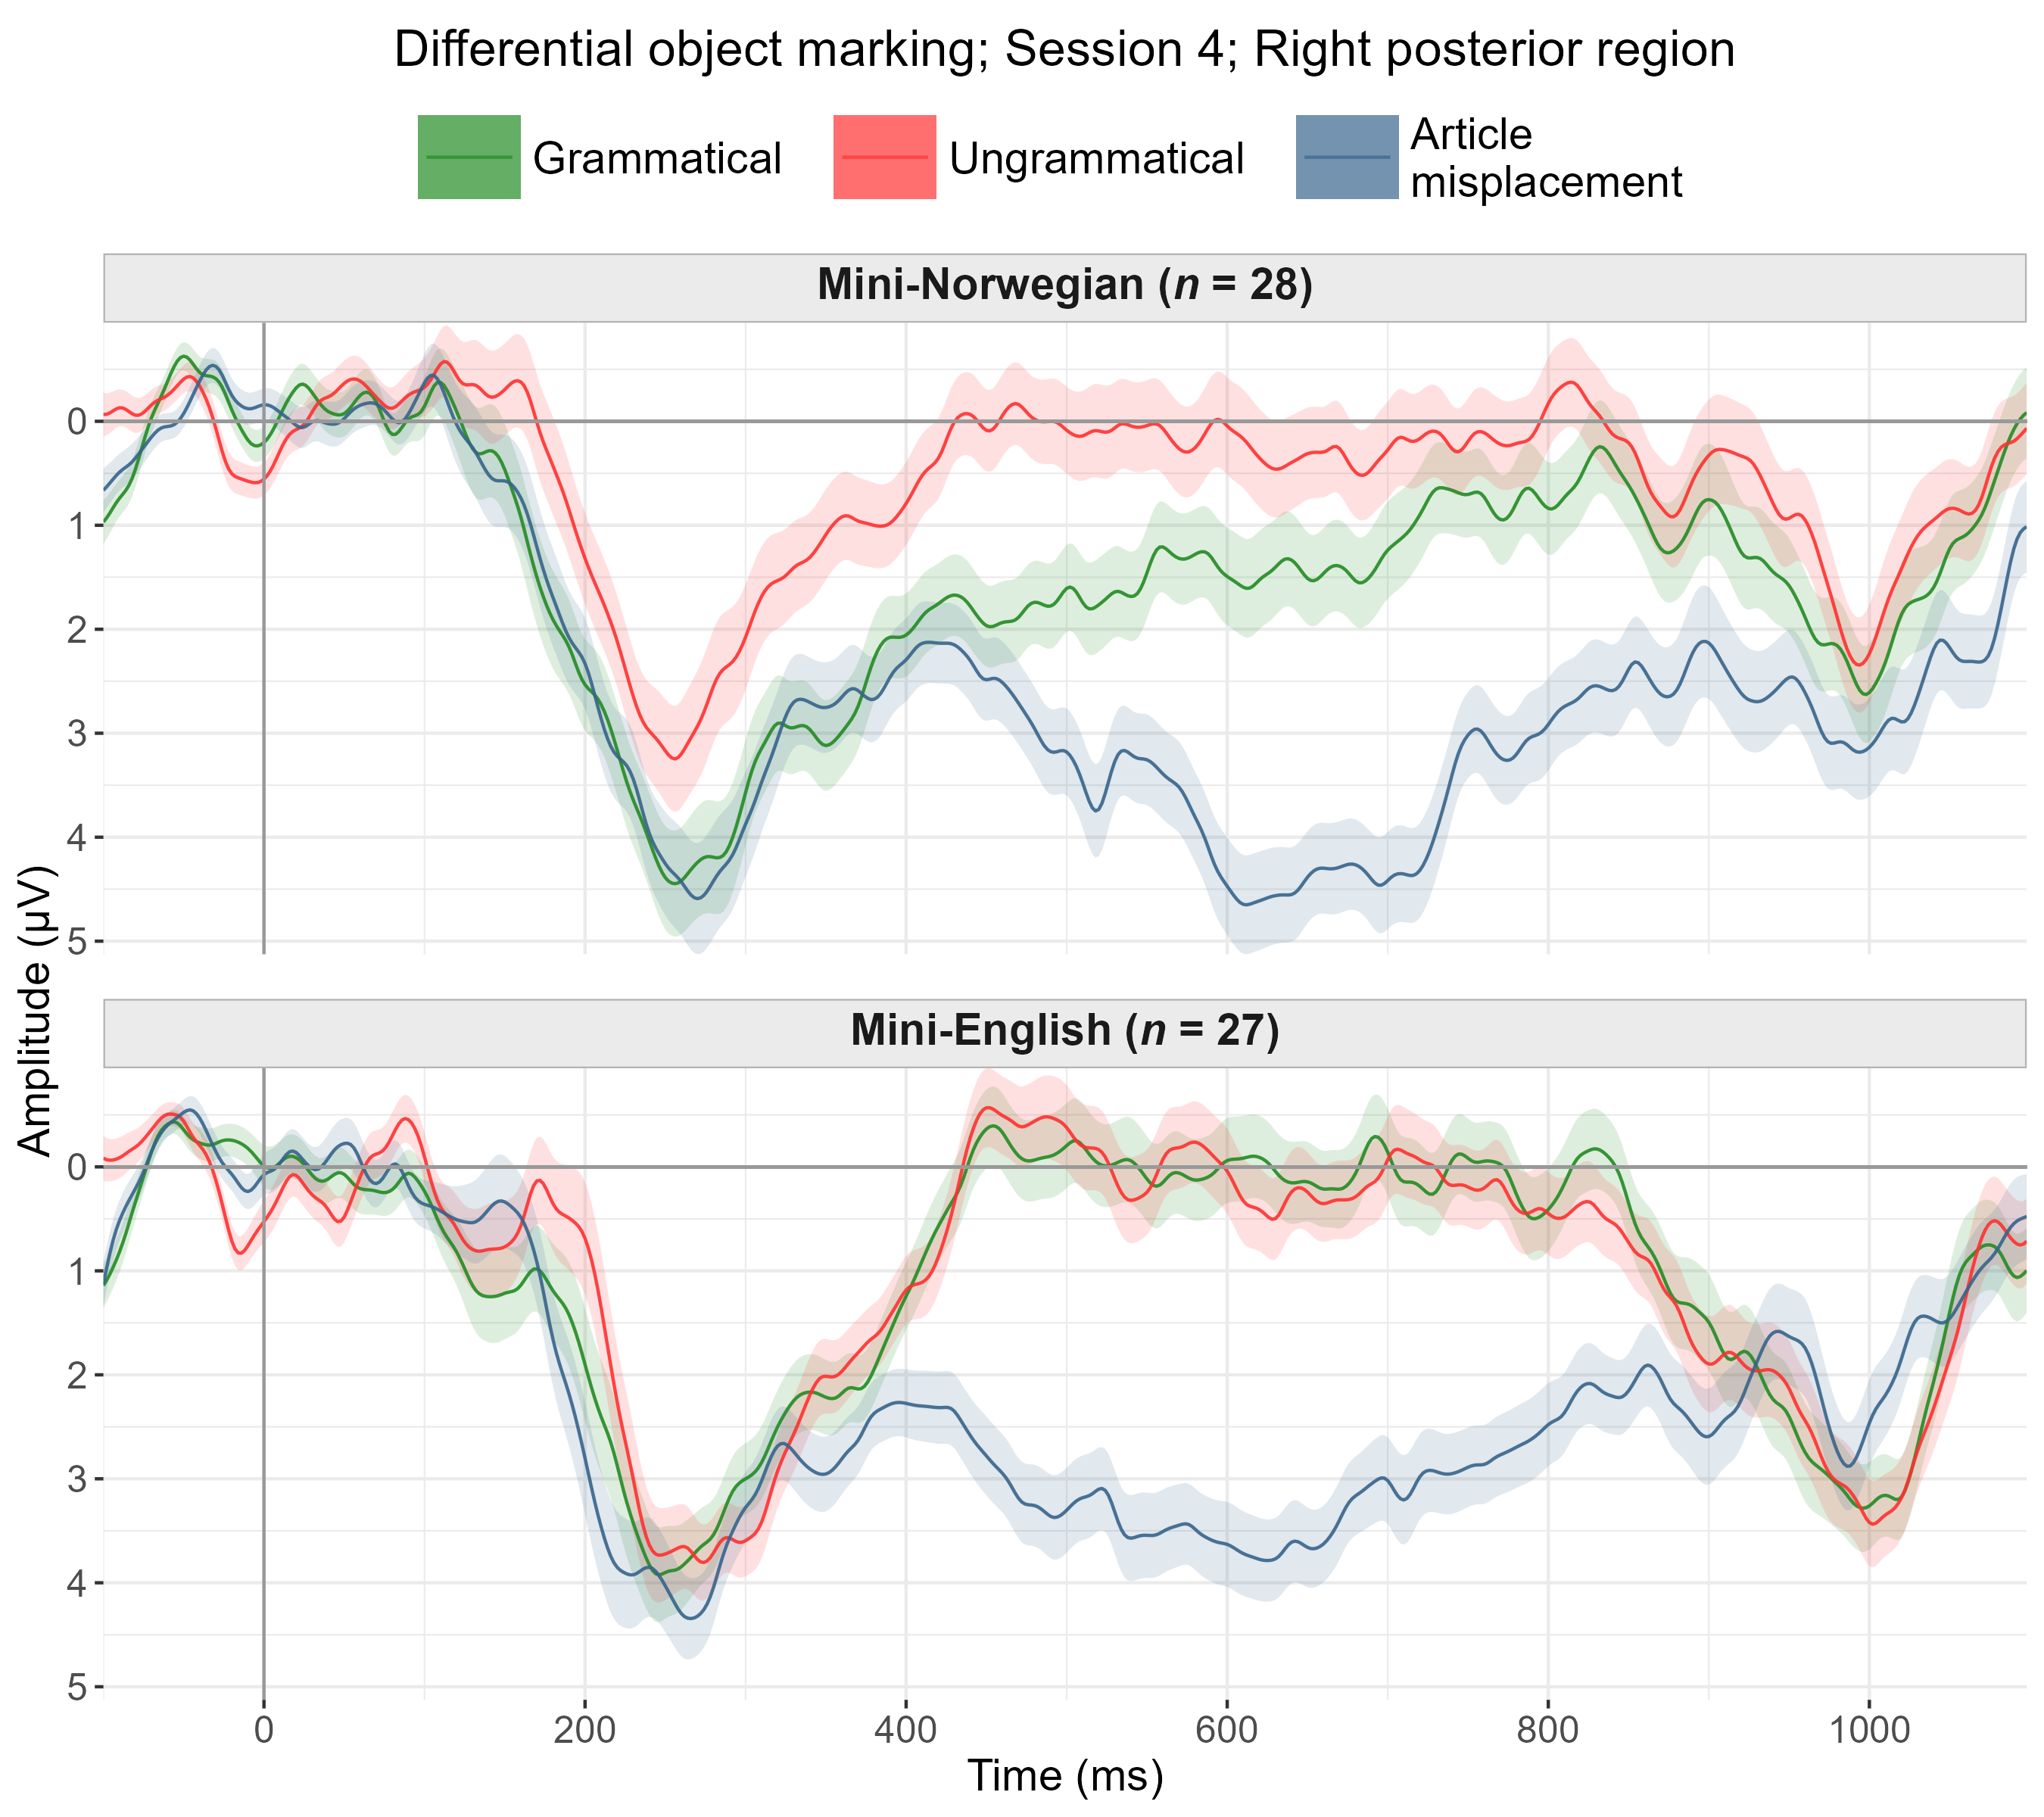 Differential object marking; Session 4; Right posterior region
Grammatical
Ungrammatical
Article
misplacement
Mini-Norwegian (n = 28)
0
1
2
3
4
5
Amplitude (µV)
Mini-English (n = 27)
0
1
2
3
4
5
0 200 400 600 800 1000
Time (ms)